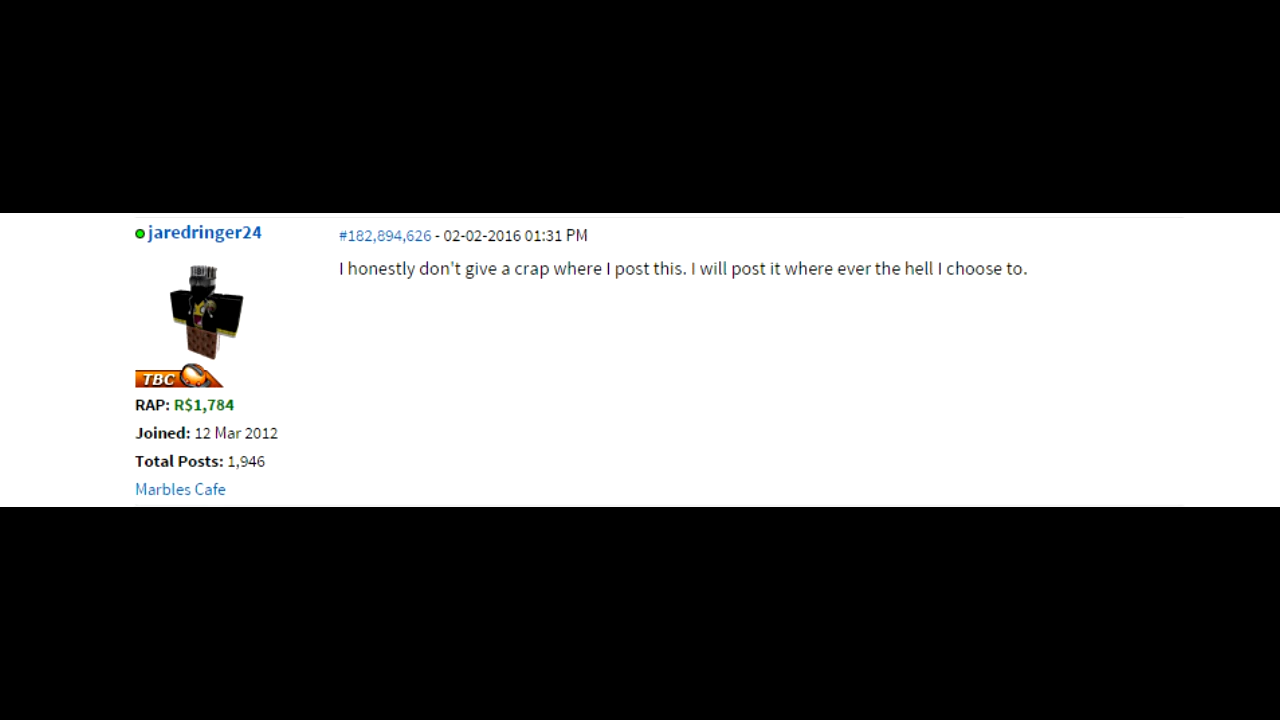 jaredringer24
#182,894,626 - 02-02-2016 01:31 PM
I honestly don't give a crap where I post this. I will post it where ever the hell I choose to.
TBC
RAP: R$1,784
Joined: 12 Mar 2012
Total Posts: 1,946
Marbles Cafe